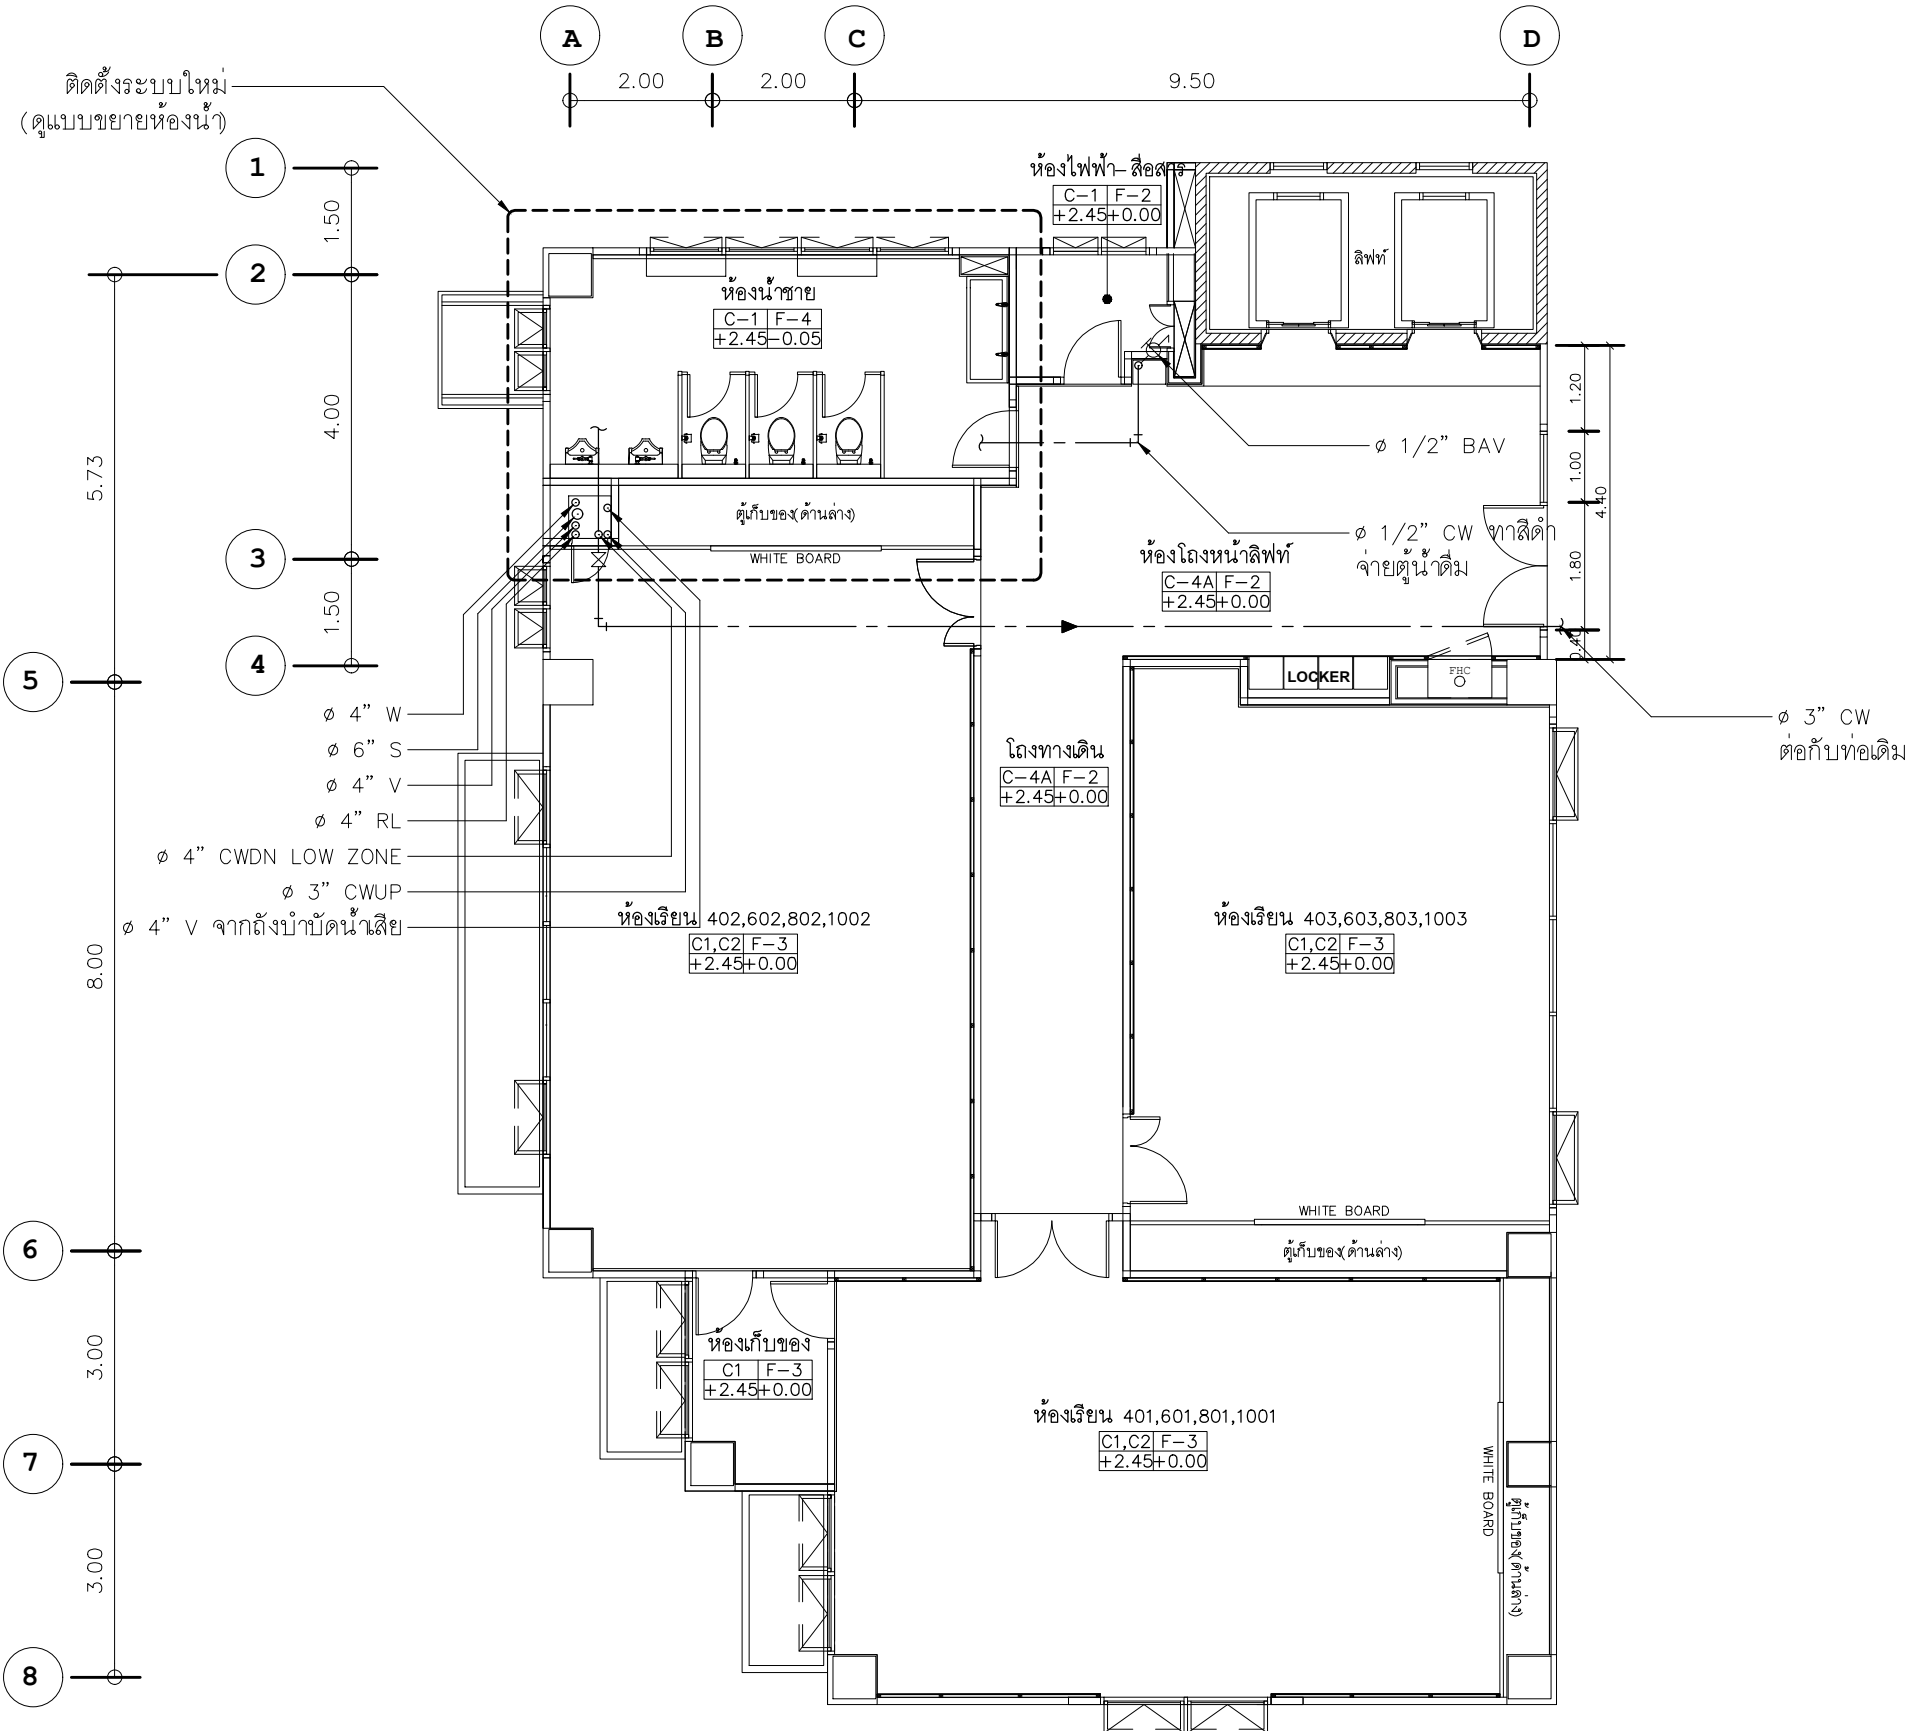 A B C D
2.00 2.00 9.50
ติดตั้งระบบใหม่
(ดูแบบขยายห้องน้ำ)
1
1.50
2
4.00
3
1.50
4
5.73
5
8.00
6
3.00
7
3.00
8
ห้องไฟฟ้า-สื่อสาร
C-1 F-2
+2.45 +0.00
ลิฟท์
ห้องน้ำชาย
C-1 F-4
+2.45 -0.05
1.20
1.00
4.40
1.80
0.40
ø 1/2" BAV
ø 1/2" CW ทาสีดำ
จ่ายตู้น้ำดื่ม
ตู้เก็บของ(ด้านล่าง)
WHITE BOARD
ห้องโถงหน้าลิฟท์
C-4A F-2
+2.45 +0.00
LOCKER
FHC
ø 3" CW
ต่อกับท่อเดิม
ø 4" W
ø 6" S
ø 4" V
ø 4" RL
ø 4" CWDN LOW ZONE
ø 3" CWUP
ø 4" V จากถังบำบัดน้ำเสีย
โถงทางเดิน
C-4A F-2
+2.45 +0.00
ห้องเรียน 402,602,802,1002
C1,C2 F-3
+2.45 +0.00
ห้องเรียน 403,603,803,1003
C1,C2 F-3
+2.45 +0.00
WHITE BOARD
ตู้เก็บของ(ด้านล่าง)
ห้องเก็บของ
C1 F-3
+2.45 +0.00
ห้องเรียน 401,601,801,1001
C1,C2 F-3
+2.45 +0.00
WHITE BOARD
ตู้เก็บของ(ด้านล่าง)